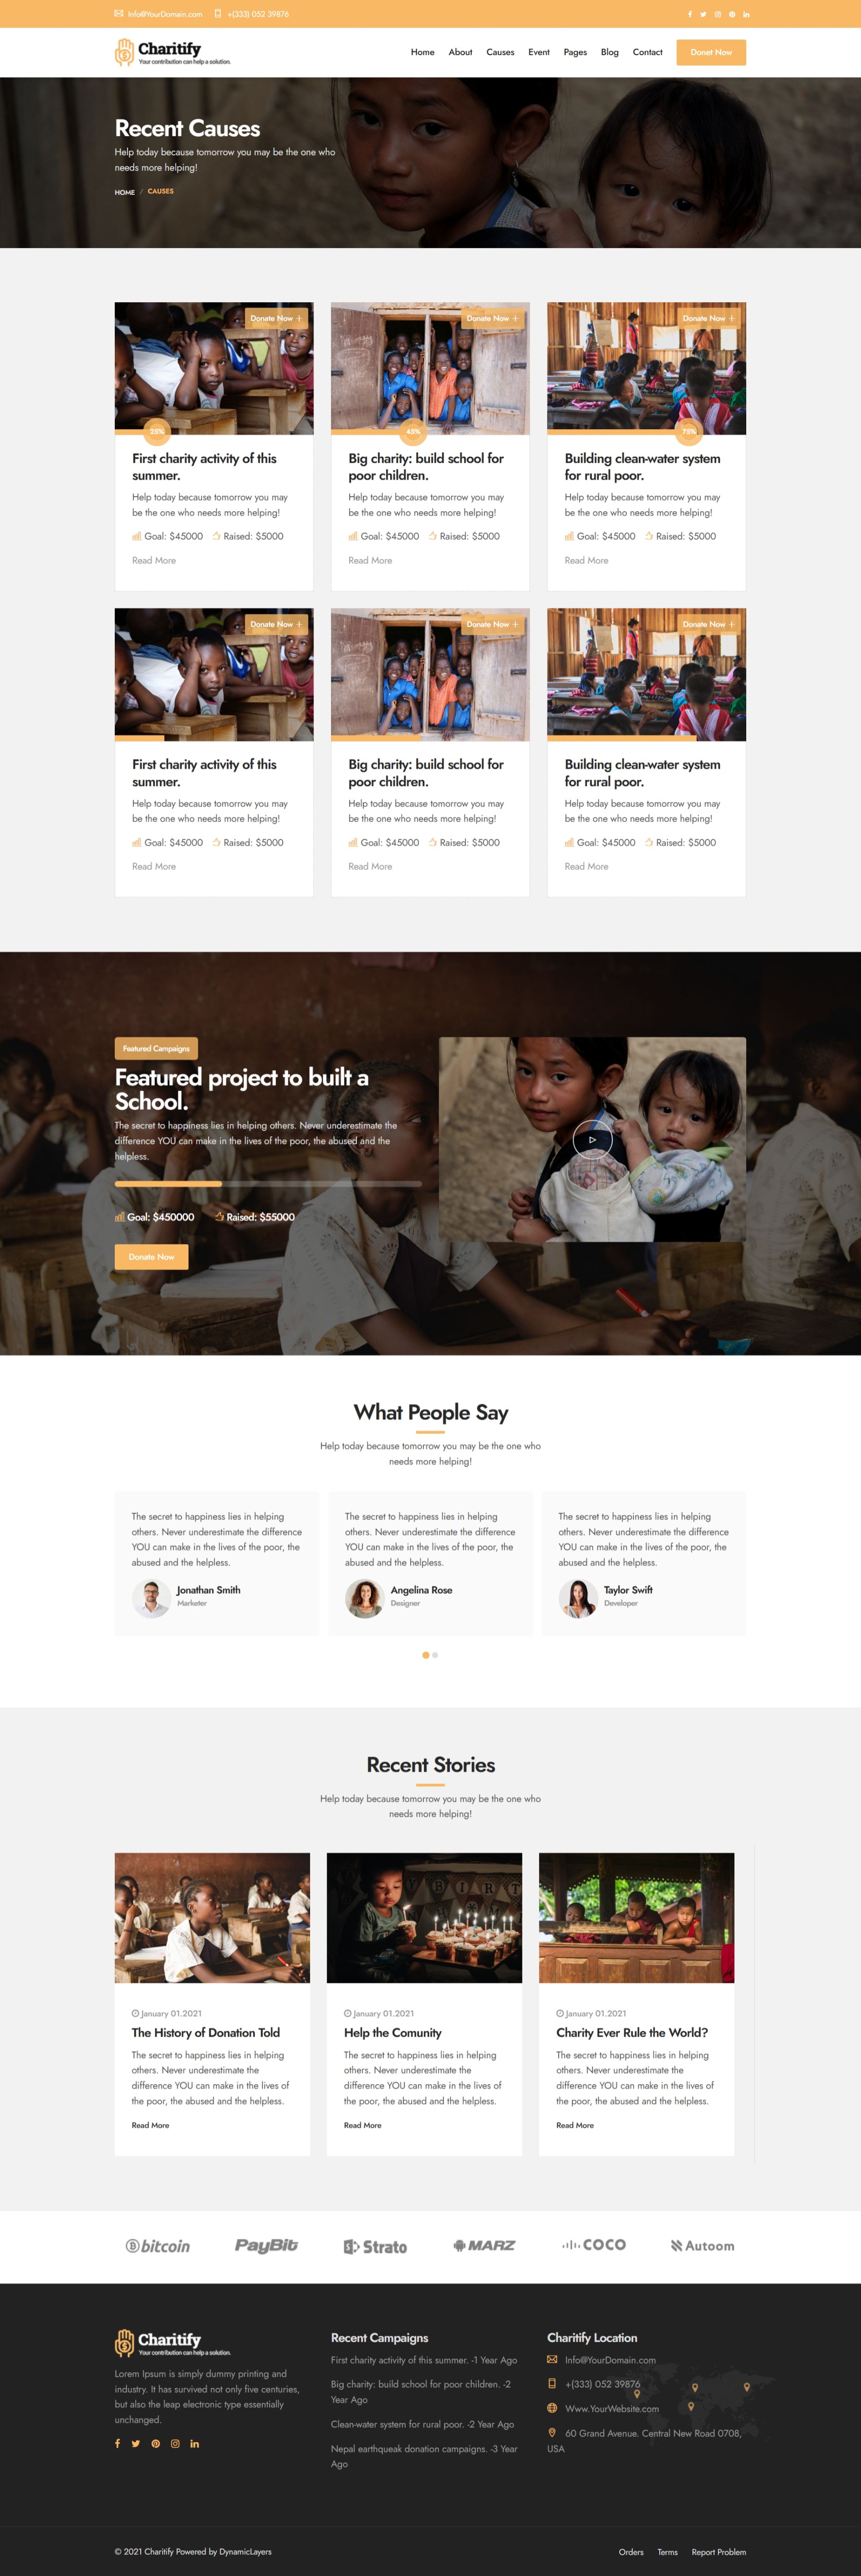 Info@YourDomain.com +(333) 052 39876
Charitify
Your contribution can help a solution.
Home About Causes Event Pages Blog Contact Donet Now
Recent Causes
Help today because tomorrow you may be the one who
needs more helping!
HOME / CAUSES
Donate Now +
Donate Now +
Donate Now +
25%
45%
75%
First charity activity of this
summer.
Help today because tomorrow you may
be the one who needs more helping!
Goal: $45000 Raised: $5000
Read More
Big charity: build school for
poor children.
Help today because tomorrow you may
be the one who needs more helping!
Goal: $45000 Raised: $5000
Read More
Building clean-water system
for rural poor.
Help today because tomorrow you may
be the one who needs more helping!
Goal: $45000 Raised: $5000
Read More
Donate Now +
Donate Now +
Donate Now +
First charity activity of this
summer.
Help today because tomorrow you may
be the one who needs more helping!
Goal: $45000 Raised: $5000
Read More
Big charity: build school for
poor children.
Help today because tomorrow you may
be the one who needs more helping!
Goal: $45000 Raised: $5000
Read More
Building clean-water system
for rural poor.
Help today because tomorrow you may
be the one who needs more helping!
Goal: $45000 Raised: $5000
Read More
Featured Campaigns
Featured project to built a
School.
The secret to happiness lies in helping others. Never underestimate the
difference YOU can make in the lives of the poor, the abused and the
helpless.
Goal: $450000 Raised: $55000
Donate Now
What People Say
Help today because tomorrow you may be the one who
needs more helping!
The secret to happiness lies in helping
others. Never underestimate the difference
YOU can make in the lives of the poor, the
abused and the helpless.
Jonathan Smith
Marketer
The secret to happiness lies in helping
others. Never underestimate the difference
YOU can make in the lives of the poor, the
abused and the helpless.
Angelina Rose
Designer
The secret to happiness lies in helping
others. Never underestimate the difference
YOU can make in the lives of the poor, the
abused and the helpless.
Taylor Swift
Developer
Recent Stories
Help today because tomorrow you may be the one who
needs more helping!
January 01.2021
The History of Donation Told
The secret to happiness lies in helping
others. Never underestimate the
difference YOU can make in the lives of
the poor, the abused and the helpless.
Read More
January 01.2021
Help the Comunity
The secret to happiness lies in helping
others. Never underestimate the
difference YOU can make in the lives of
the poor, the abused and the helpless.
Read More
January 01.2021
Charity Ever Rule the World?
The secret to happiness lies in helping
others. Never underestimate the
difference YOU can make in the lives of
the poor, the abused and the helpless.
Read More
bitcoin PayBit Strato MARZ COCO Autoom
Charitify
Your contribution can help a solution.
Lorem Ipsum is simply dummy printing and
industry. It has survived not only five centuries,
but also the leap electronic type essentially
unchanged.
Recent Campaigns
First charity activity of this summer. -1 Year Ago
Big charity: build school for poor children. -2
Year Ago
Clean-water system for rural poor. -2 Year Ago
Nepal earthqueak donation campaigns. -3 Year
Ago
Charitify Location
Info@YourDomain.com
+(333) 052 39876
Www.YourWebsite.com
60 Grand Avenue. Central New Road 0708,
USA
© 2021 Charitify Powered by DynamicLayers
Orders Terms Report Problem